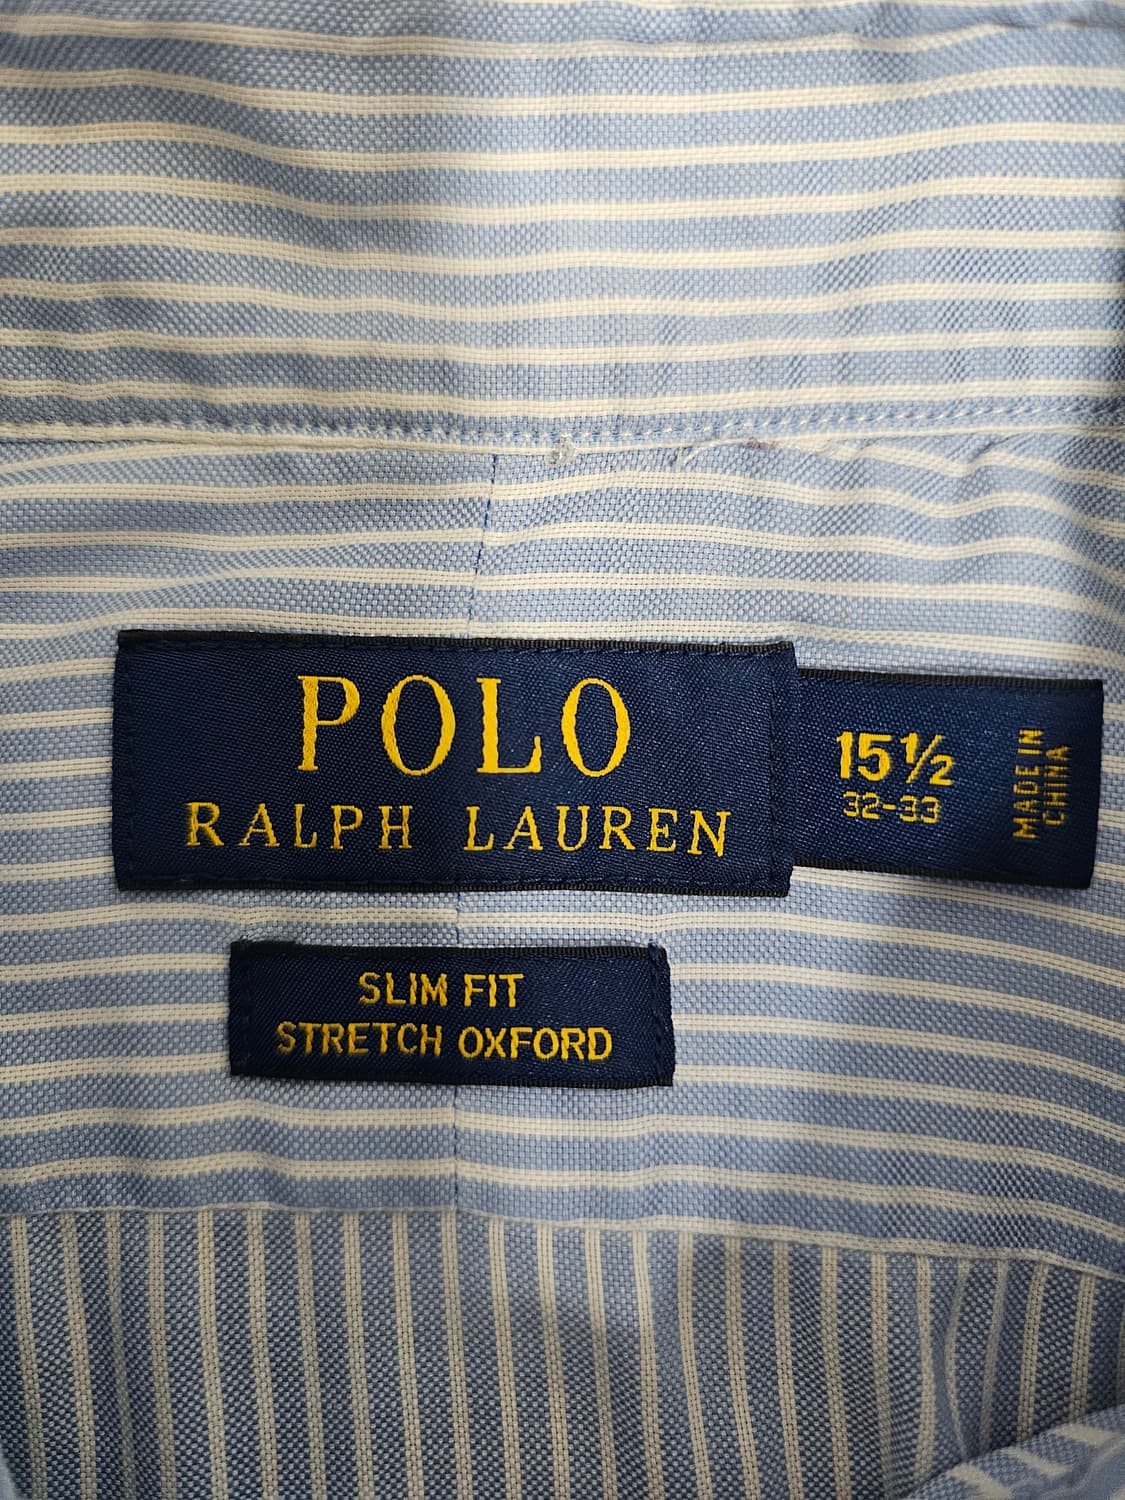 POLO
RALPH LAUREN
15½
32-33
MADE IN
CHINA
SLIM FIT
STRETCH OXFORD